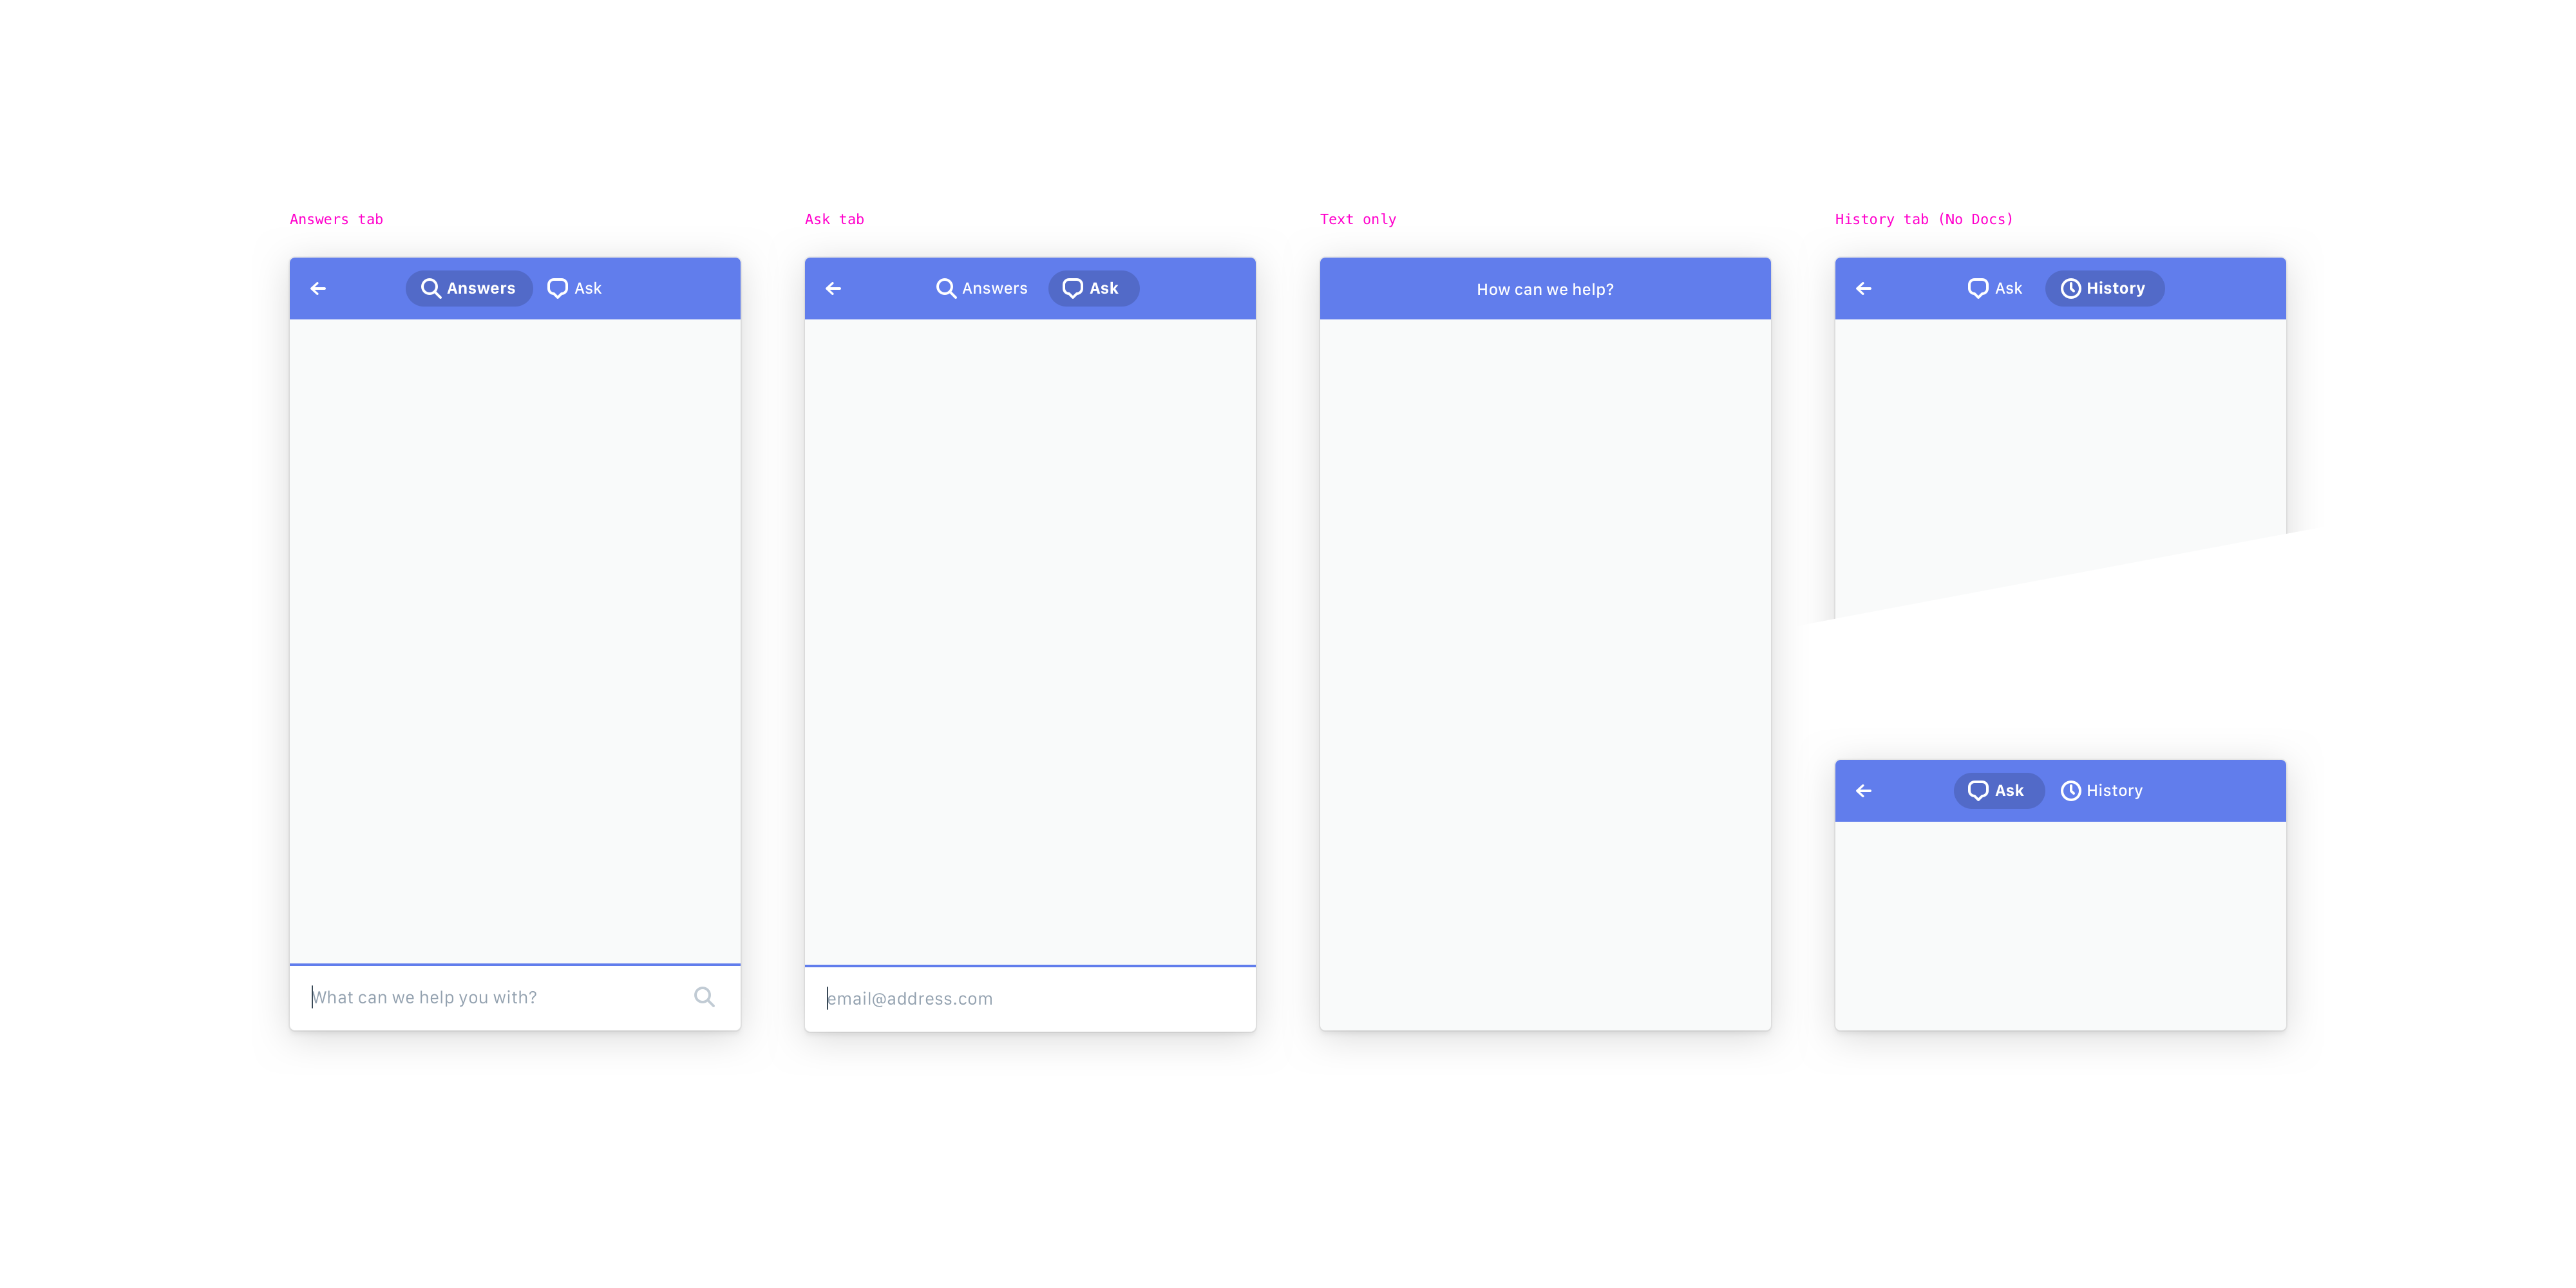 Answers tab
Answers Ask
What can we help you with?
Ask tab
Answers Ask
email@address.com
Text only
How can we help?
History tab (No Docs)
Ask History
Ask History